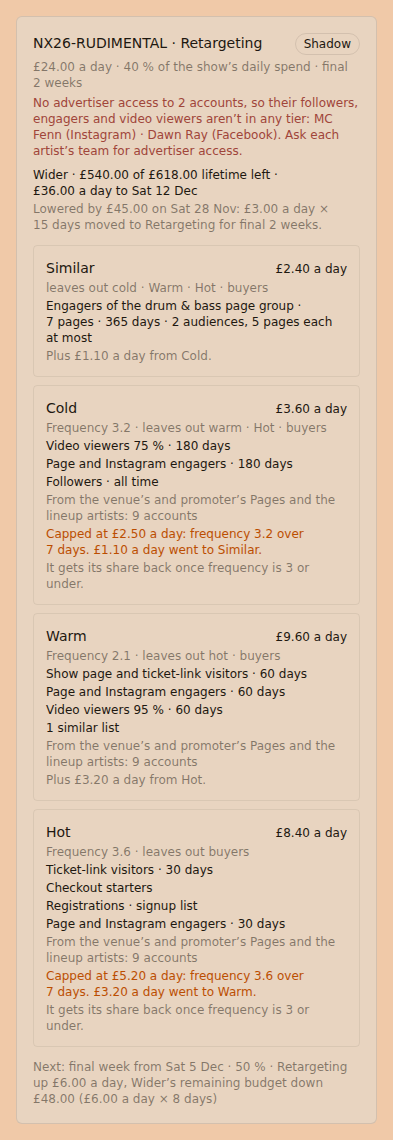 NX26-RUDIMENTAL · Retargeting
Shadow
£24.00 a day · 40 % of the show's daily spend · final
2 weeks
No advertiser access to 2 accounts, so their followers,
engagers and video viewers aren't in any tier: MC
Fenn (Instagram) · Dawn Ray (Facebook). Ask each
artist's team for advertiser access.
Wider · £540.00 of £618.00 lifetime left ·
£36.00 a day to Sat 12 Dec
Lowered by £45.00 on Sat 28 Nov: £3.00 a day ×
15 days moved to Retargeting for final 2 weeks.
Similar
£2.40 a day
leaves out cold · Warm · Hot · buyers
Engagers of the drum & bass page group ·
7 pages · 365 days · 2 audiences, 5 pages each
at most
Plus £1.10 a day from Cold.
Cold
£3.60 a day
Frequency 3.2 · leaves out warm · Hot · buyers
Video viewers 75 % · 180 days
Page and Instagram engagers · 180 days
Followers · all time
From the venue's and promoter's Pages and the
lineup artists: 9 accounts
Capped at £2.50 a day: frequency 3.2 over
7 days. £1.10 a day went to Similar.
It gets its share back once frequency is 3 or
under.
Warm
£9.60 a day
Frequency 2.1 · leaves out hot · buyers
Show page and ticket-link visitors · 60 days
Page and Instagram engagers · 60 days
Video viewers 95 % · 60 days
1 similar list
From the venue's and promoter's Pages and the
lineup artists: 9 accounts
Plus £3.20 a day from Hot.
Hot
£8.40 a day
Frequency 3.6 · leaves out buyers
Ticket-link visitors · 30 days
Checkout starters
Registrations · signup list
Page and Instagram engagers · 30 days
From the venue's and promoter's Pages and the
lineup artists: 9 accounts
Capped at £5.20 a day: frequency 3.6 over
7 days. £3.20 a day went to Warm.
It gets its share back once frequency is 3 or
under.
Next: final week from Sat 5 Dec · 50 % · Retargeting
up £6.00 a day, Wider's remaining budget down
£48.00 (£6.00 a day × 8 days)